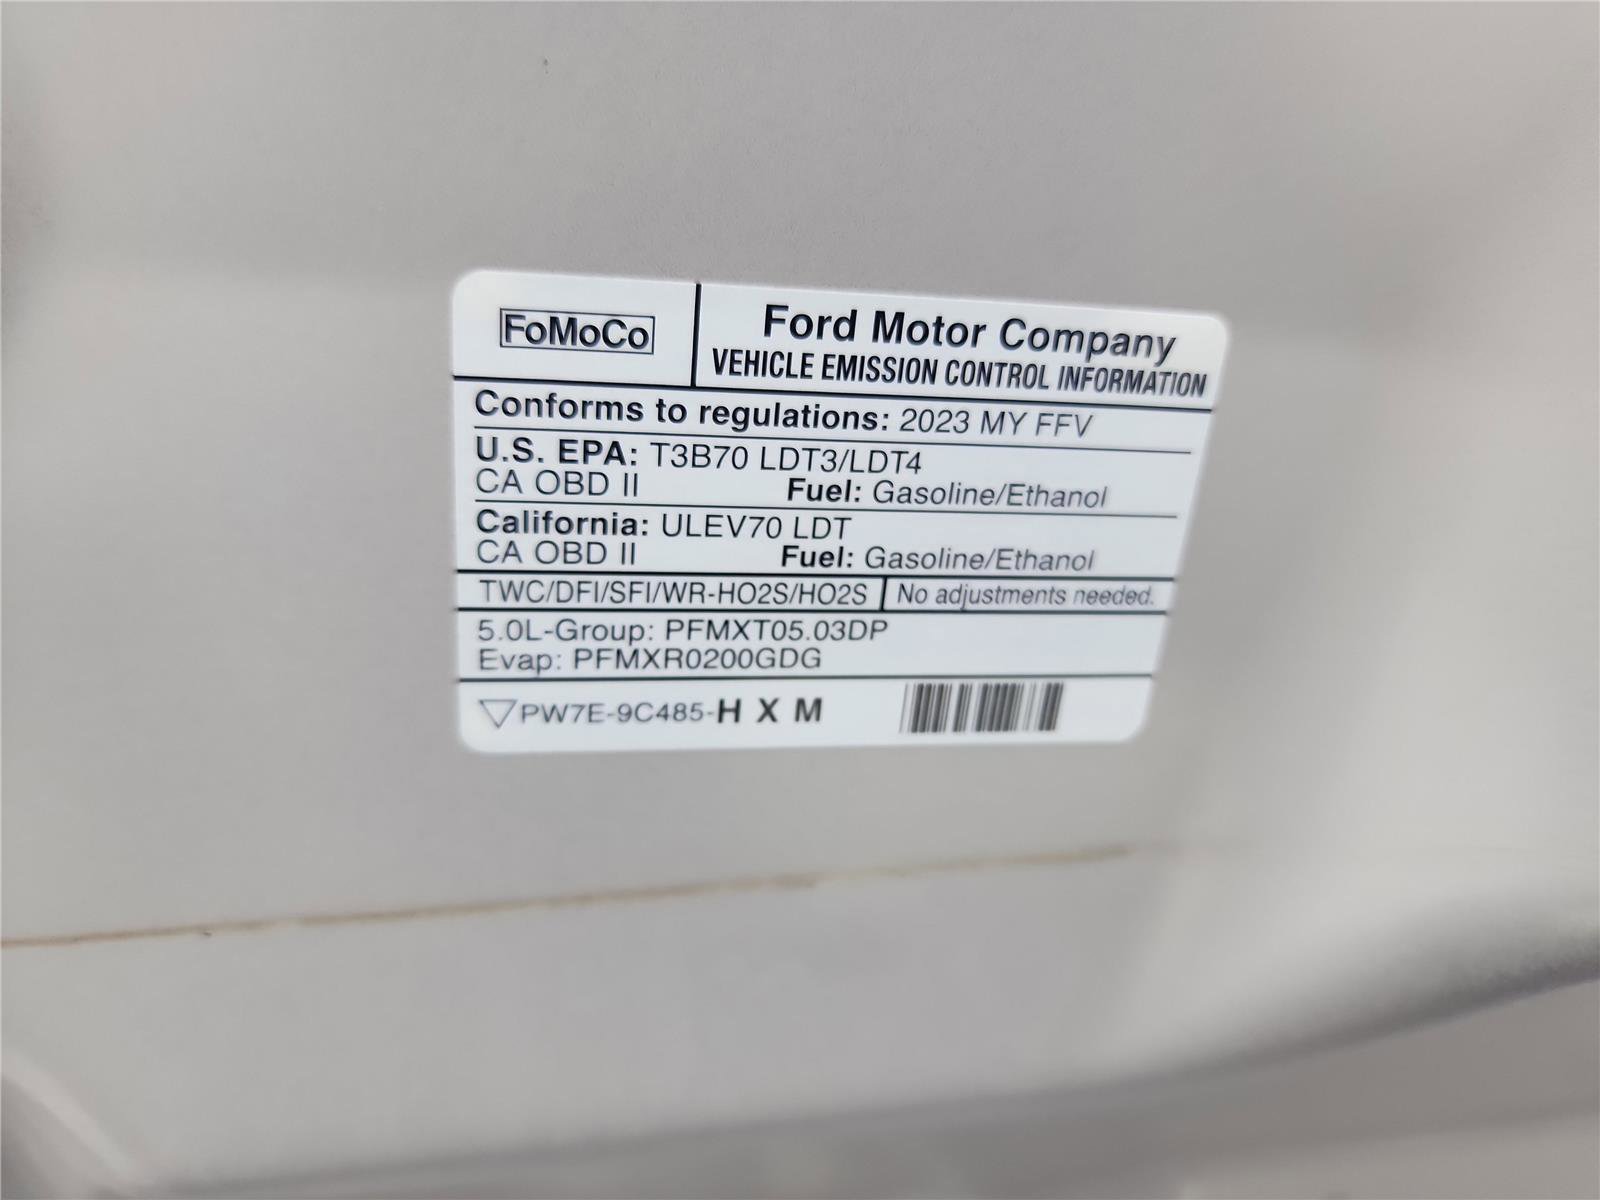 FoMoCo
Ford Motor Company
VEHICLE EMISSION CONTROL INFORMATION
Conforms to regulations: 2023 MY FFV
U.S. EPA: T3B70 LDT3/LDT4
CA OBD II Fuel: Gasoline/Ethanol
California: ULEV70 LDT
CA OBD II Fuel: Gasoline/Ethanol
TWC/DFI/SFI/WR-HO2S/HO2S No adjustments needed.
5.0L-Group: PFMXT05.03DP
Evap: PFMXR0200GDG
PW7E-9C485-H X M